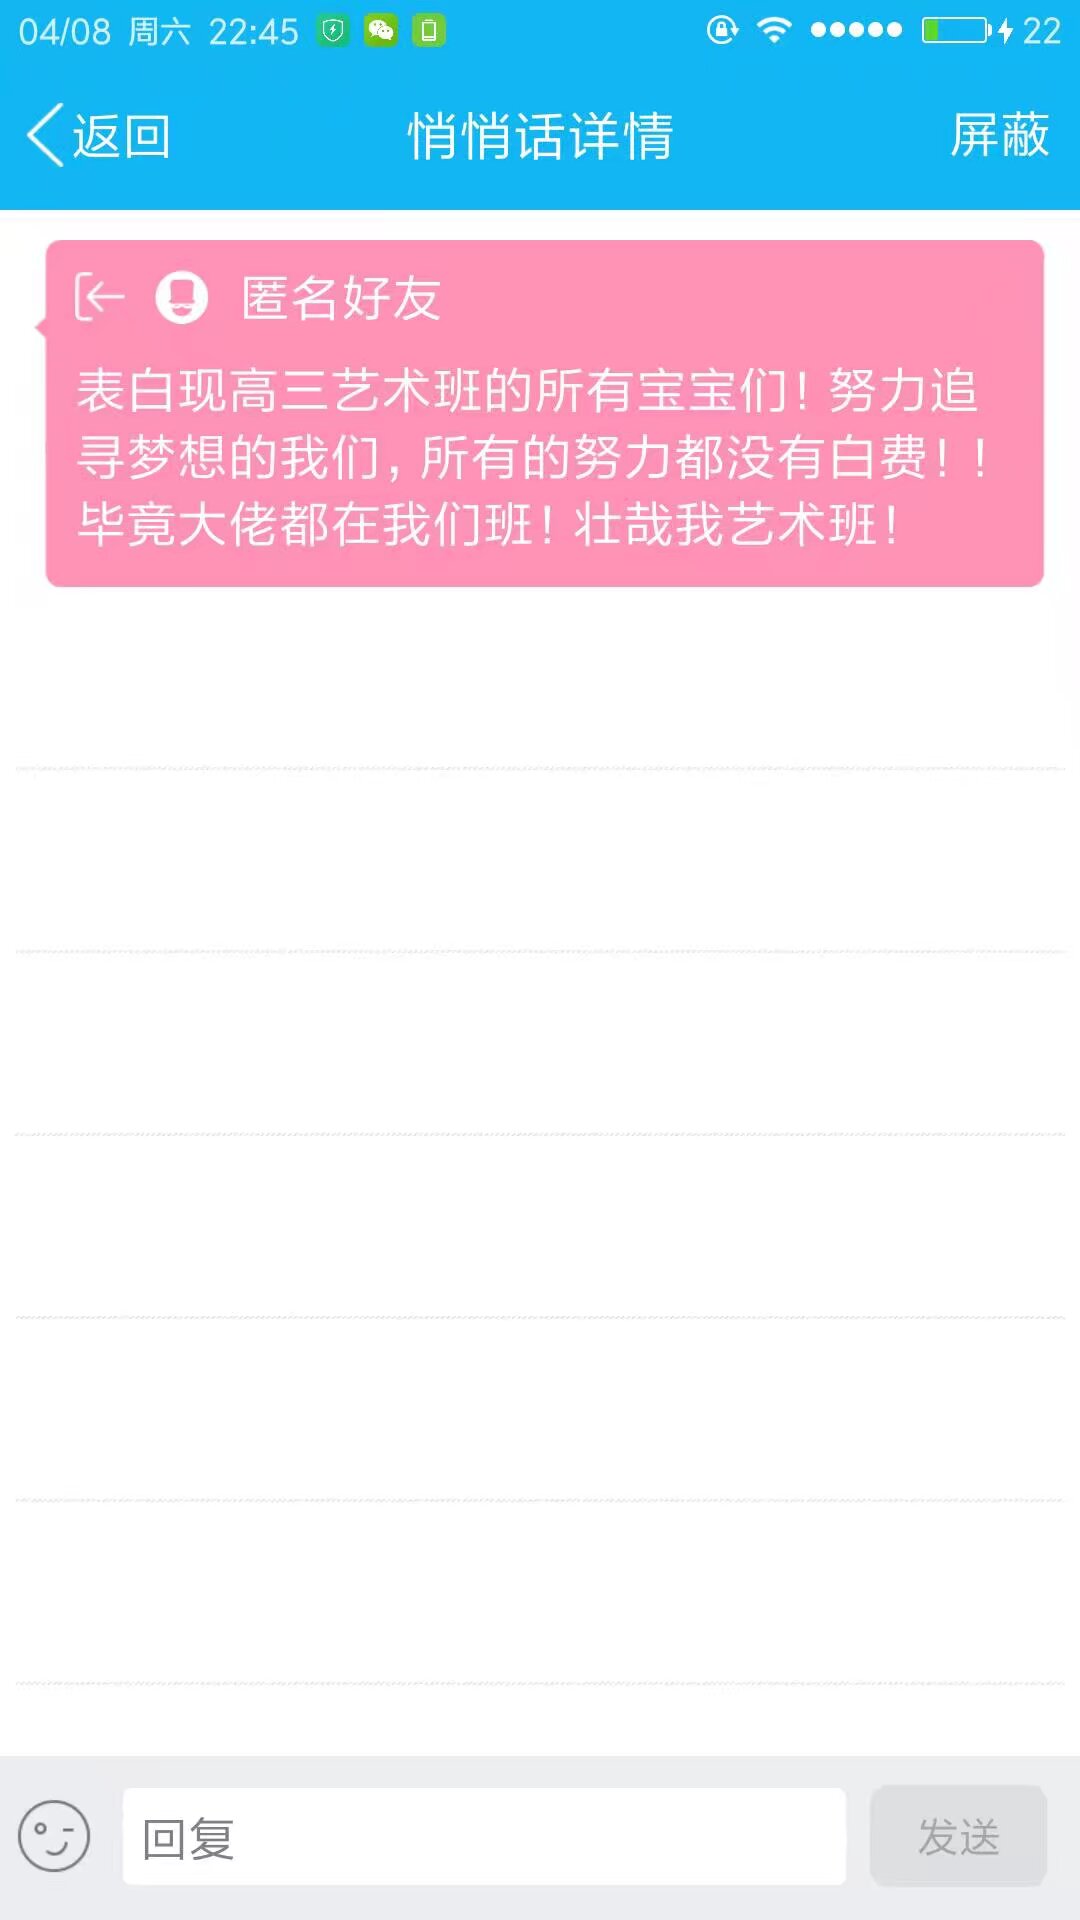 04/08 周六 22:45 22
返回 悄悄话详情 屏蔽
匿名好友
表白现高三艺术班的所有宝宝们！努力追
寻梦想的我们，所有的努力都没有白费！！
毕竟大佬都在我们班！壮哉我艺术班！
回复 发送